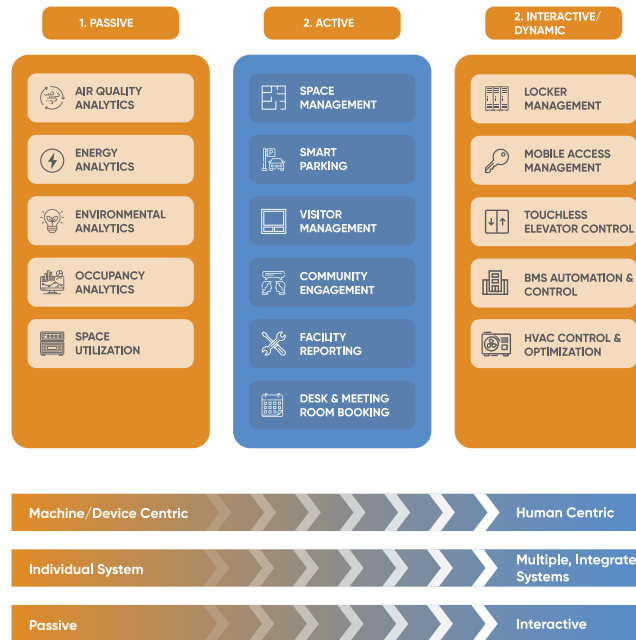 1. PASSIVE
2. ACTIVE
2. INTERACTIVE/
DYNAMIC
AIR QUALITY
ANALYTICS
ENERGY
ANALYTICS
ENVIRONMENTAL
ANALYTICS
OCCUPANCY
ANALYTICS
SPACE
UTILIZATION
SPACE
MANAGEMENT
SMART
PARKING
VISITOR
MANAGEMENT
COMMUNITY
ENGAGEMENT
FACILITY
REPORTING
DESK & MEETING
ROOM BOOKING
LOCKER
MANAGEMENT
MOBILE ACCESS
MANAGEMENT
TOUCHLESS
ELEVATOR CONTROL
BMS AUTOMATION &
CONTROL
HVAC CONTROL &
OPTIMIZATION
Machine/Device Centric
Human Centric
Individual System
Multiple, Integrate
Systems
Passive
Interactive